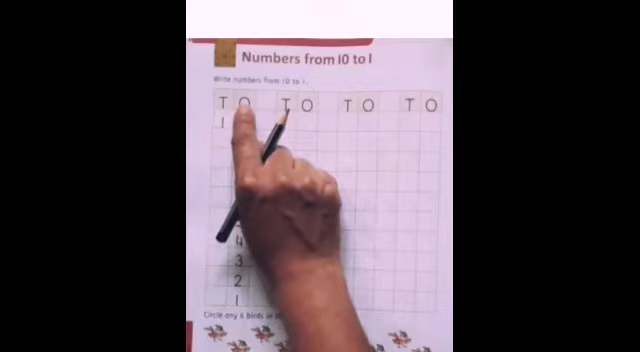 Numbers from 10 to 1
Write numbers from 10 to 1.
T O T O T O T O
1
4
3
2
1
Circle any 6 birds